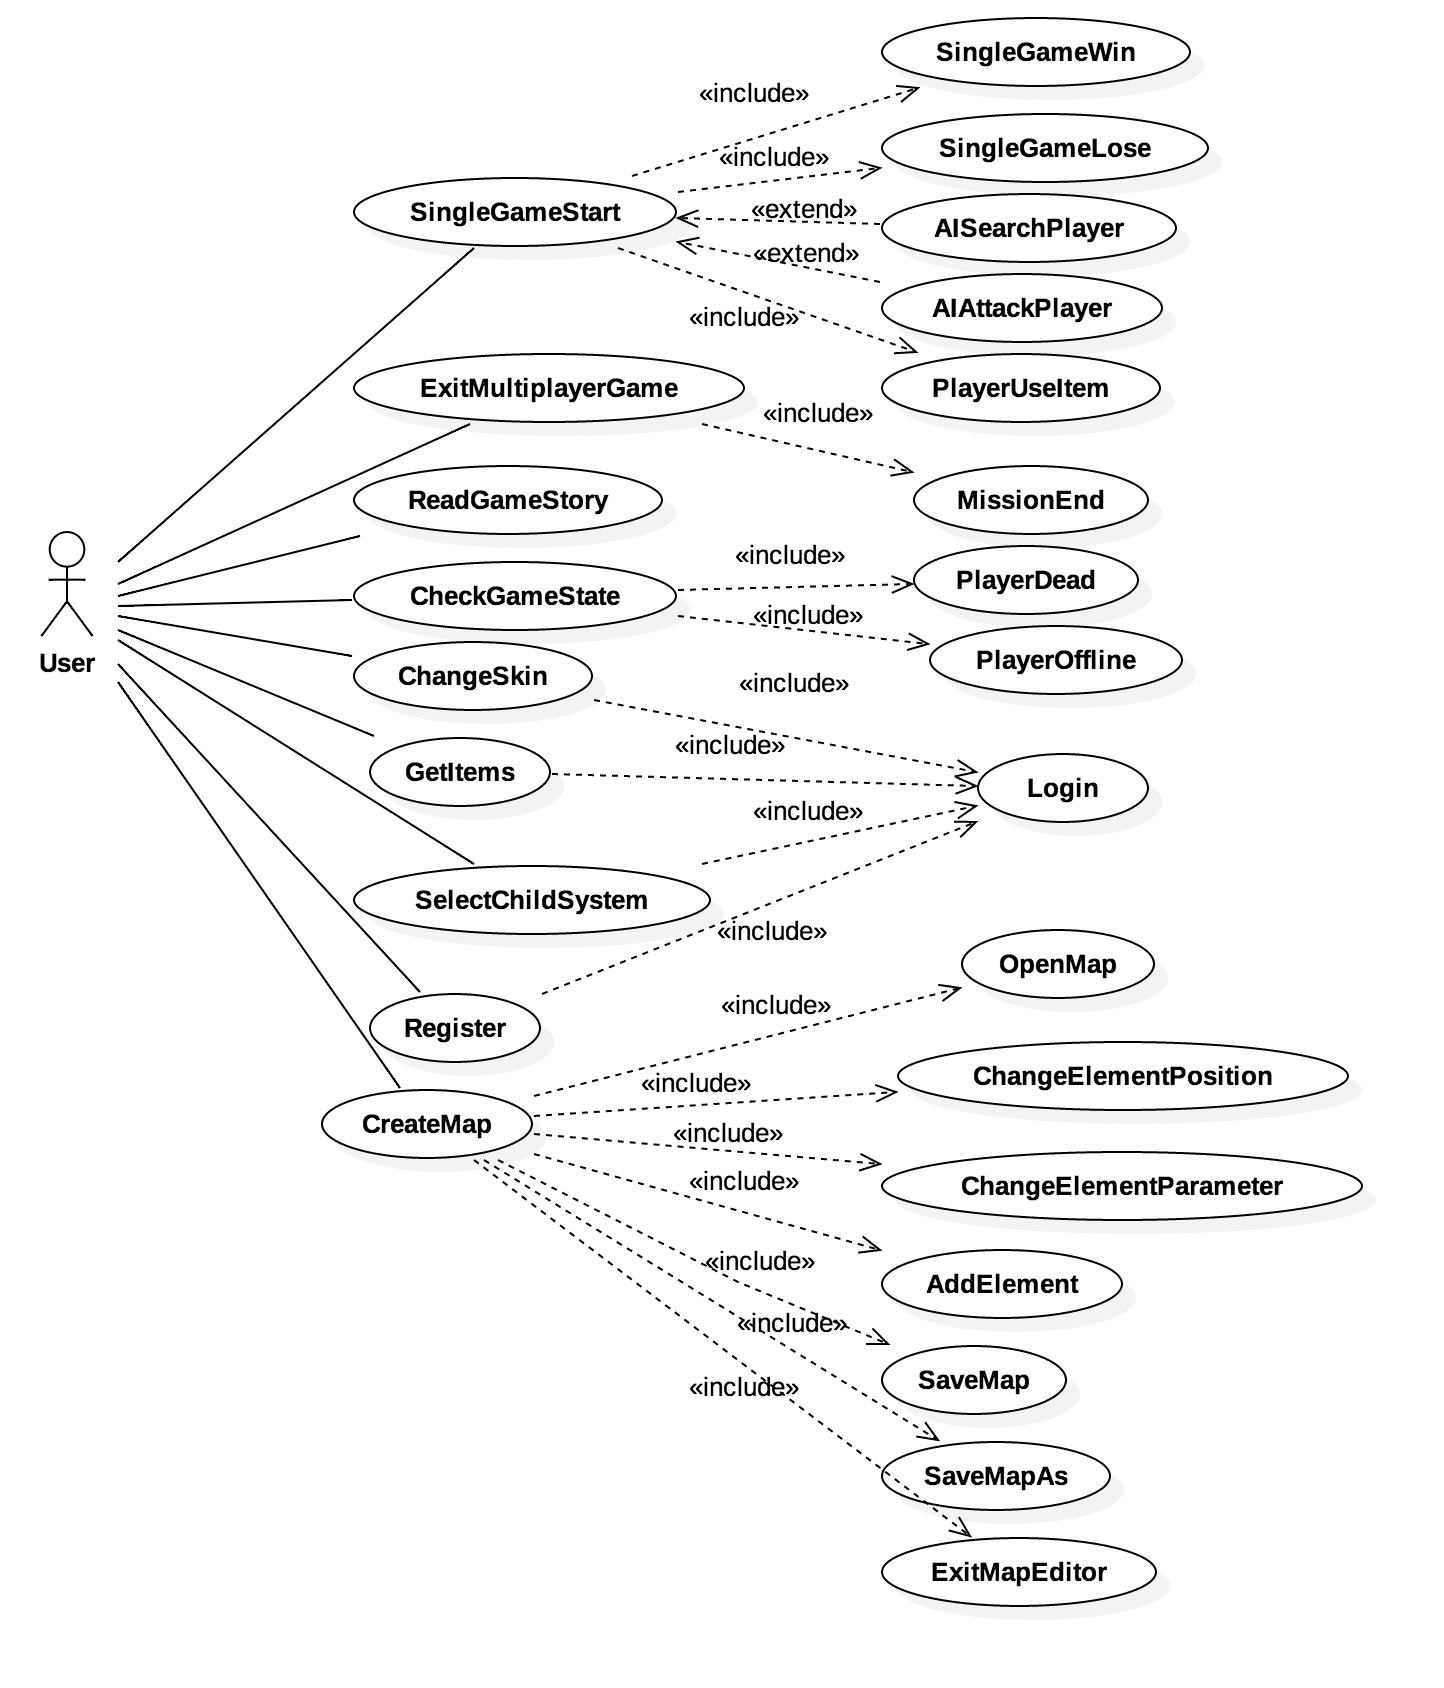 SingleGameWin
«include»
SingleGameLose
«include»
SingleGameStart
«extend»
AISearchPlayer
«extend»
AIAttackPlayer
«include»
ExitMultiplayerGame
PlayerUseItem
«include»
ReadGameStory
MissionEnd
«include»
CheckGameState
PlayerDead
«include»
User
ChangeSkin
PlayerOffline
«include»
«include»
GetItems
Login
«include»
SelectChildSystem
«include»
OpenMap
«include»
Register
«include»
ChangeElementPosition
CreateMap
«include»
«include»
ChangeElementParameter
«include»
AddElement
«include»
SaveMap
«include»
SaveMapAs
ExitMapEditor